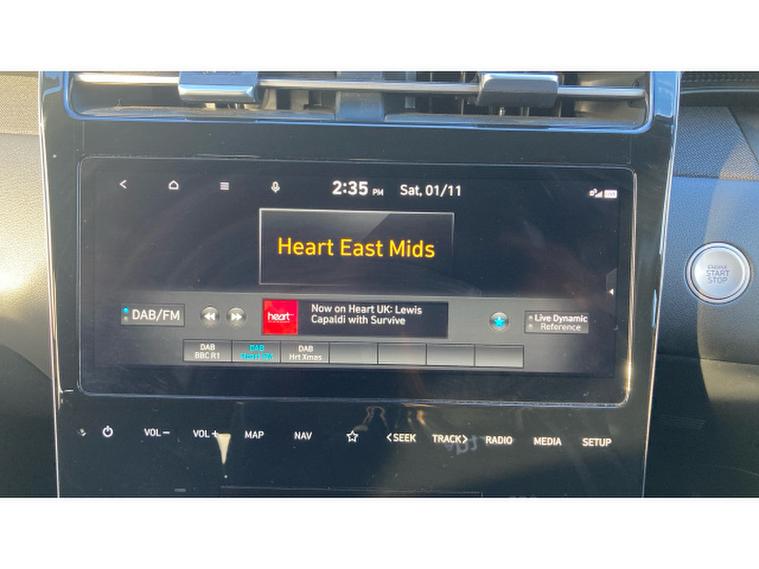 2:35 PM Sat, 01/11
Heart East Mids
DAB/FM
heart
Now on Heart UK: Lewis
Capaldi with Survive
Live Dynamic
Reference
DAB
BBC R1
DAB
DAB
Hrt Xmas
VOL− VOL+ MAP NAV <SEEK TRACK> RADIO MEDIA SETUP
ENGINE
START
STOP